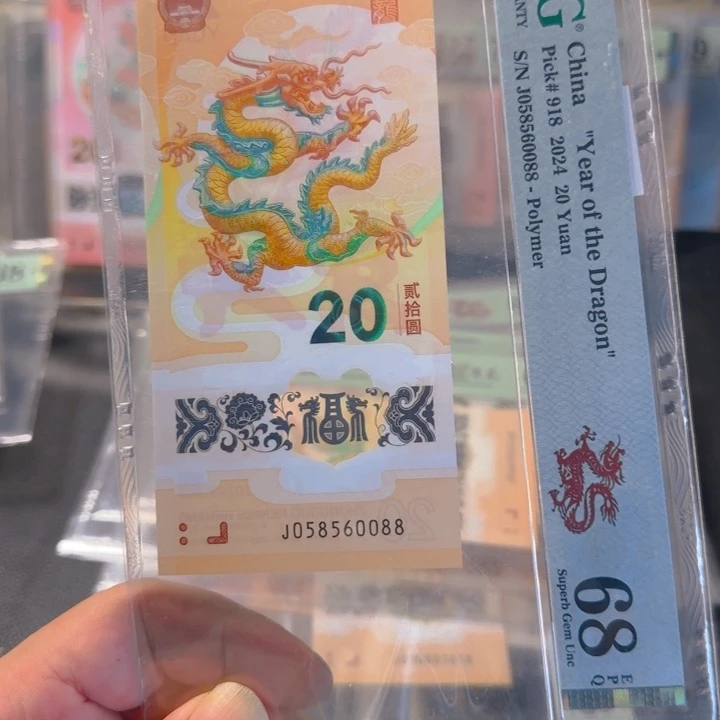 20
贰拾圆
福
J058560088
G®
China "Year of the Dragon"
Pick# 918 2024 20 Yuan
S/N J058560088 - Polymer
68
Superb Gem Unc
EPQ